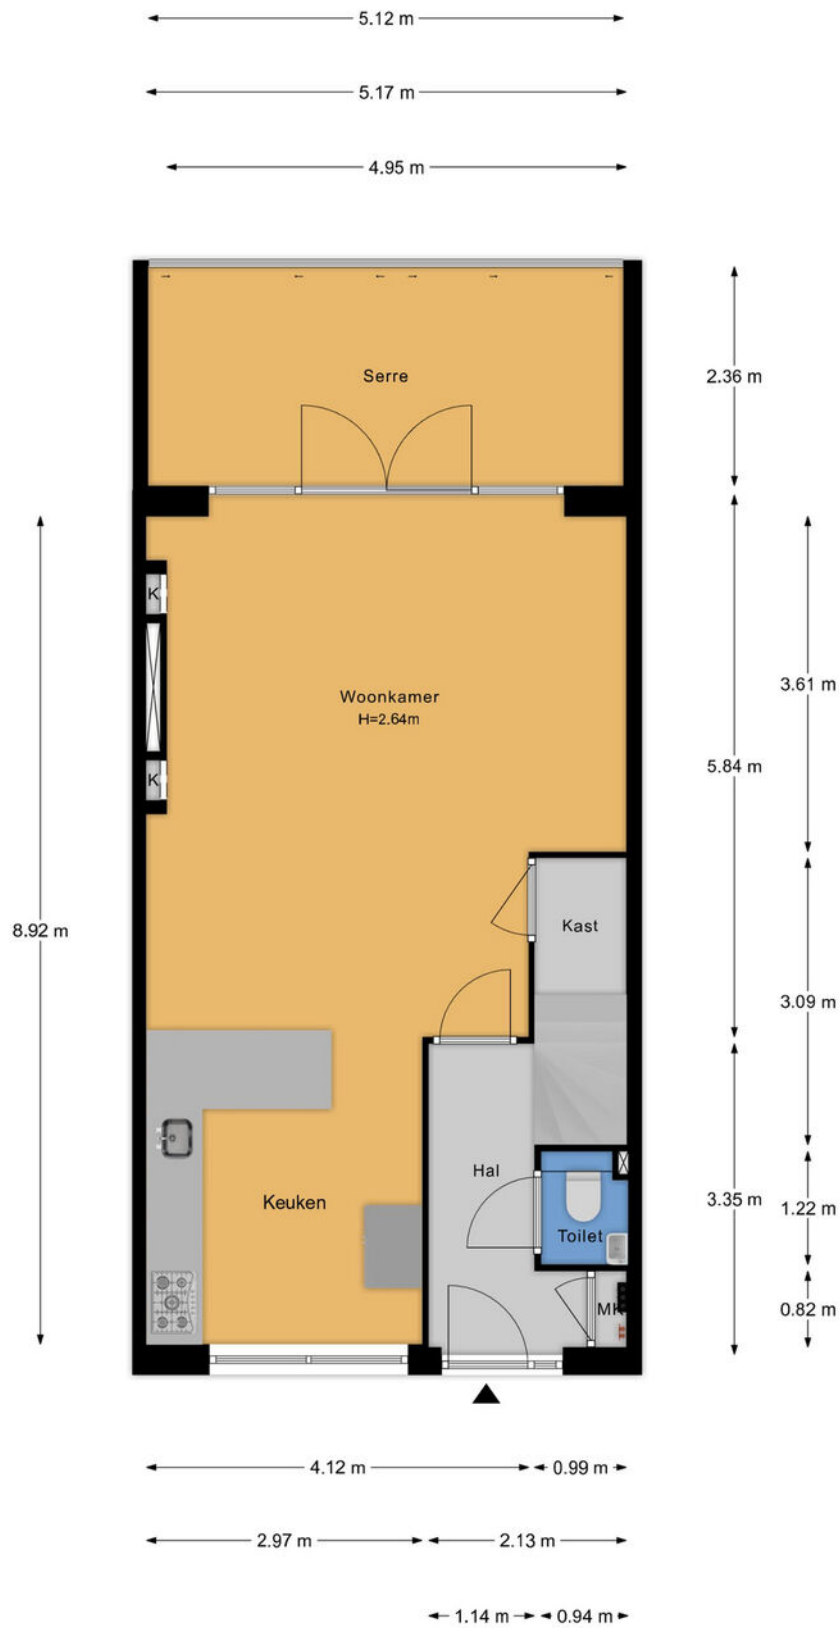 5.12 m
5.17 m
4.95 m
Serre
2.36 m
K
Woonkamer
H=2.64m
3.61 m
5.84 m
K
8.92 m
Kast
3.09 m
Hal
Keuken
3.35 m
1.22 m
Toilet
MK
0.82 m
4.12 m
0.99 m
2.97 m
2.13 m
1.14 m
0.94 m